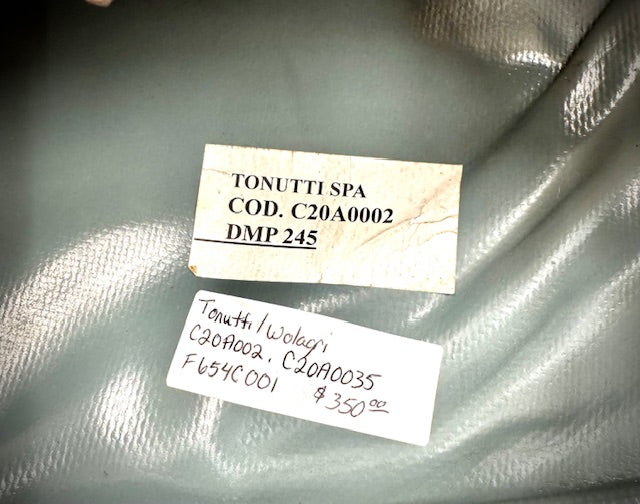 TONUTTI SPA
COD. C20A0002
DMP 245
Tonutti/Wolagri
C20A002, C20A0035
F654C001 $350.00